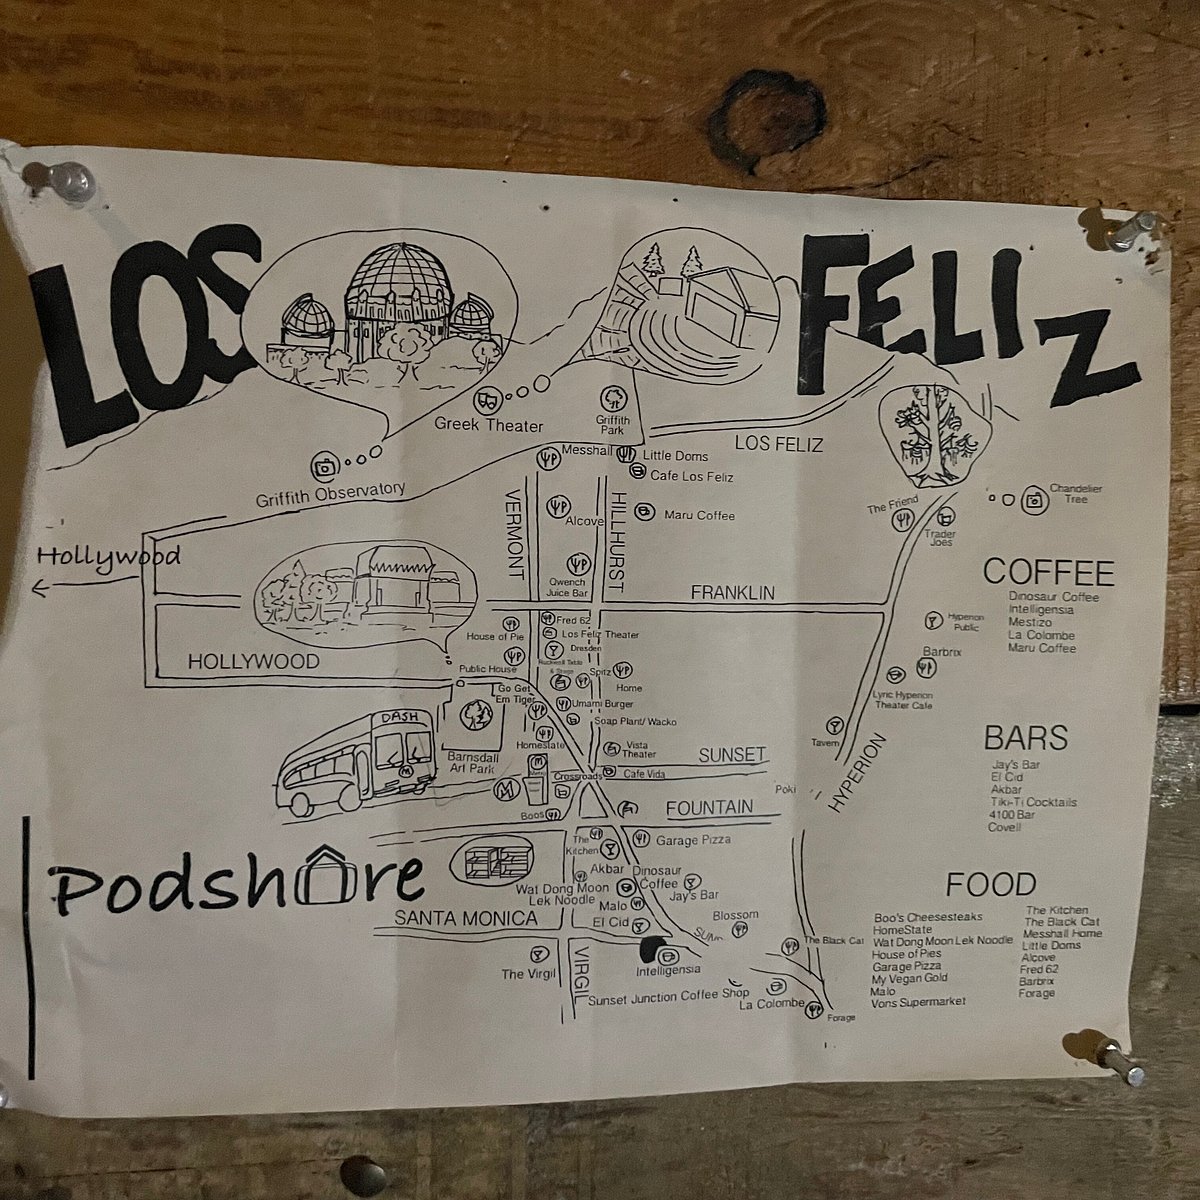 LOS FELIZ
Greek Theater
Griffith
Park
LOS FELIZ
Griffith Observatory
Messhall
Little Doms
Cafe Los Feliz
VERMONT
HILLHURST
Alcove
Maru Coffee
The Friend
Trader
Joes
Chandelier
Tree
Hollywood
Qwench
Juice Bar
FRANKLIN
COFFEE
Dinosaur Coffee
Intelligensia
Mestizo
La Colombe
Maru Coffee
House of Pie
Fred 62
Los Feliz Theater
Dresden
Rockwell Table
& Stage
Hyperion
Public
Barbrix
HOLLYWOOD
Public House
Spitz
Home
Lyric Hyperion
Theater Cafe
Go Get
Em Tiger
Umami Burger
Soap Plant/ Wacko
DASH
M
Barnsdall
Art Park
Homestate
Vista
Theater
SUNSET
Tavern
HYPERION
BARS
Jay's Bar
El Cid
Akbar
Tiki-Ti Cocktails
4100 Bar
Covell
M
M
Metro
Crossroads
Cafe Vida
Poki
Boos
FOUNTAIN
Podshare
The
Kitchen
Garage Pizza
Akbar
Dinosaur
Coffee
Wat Dong Moon
Lek Noodle
Jay's Bar
Malo
SANTA MONICA
El Cid
Blossom
The Black Cat
The Virgil
VIRGIL
Intelligensia
Sunset Junction Coffee Shop
La Colombe
Forage
FOOD
Boo's Cheesesteaks
HomeState
Wat Dong Moon Lek Noodle
House of Pies
Garage Pizza
My Vegan Gold
Malo
Vons Supermarket
The Kitchen
The Black Cat
Messhall Home
Little Doms
Alcove
Fred 62
Barbrix
Forage